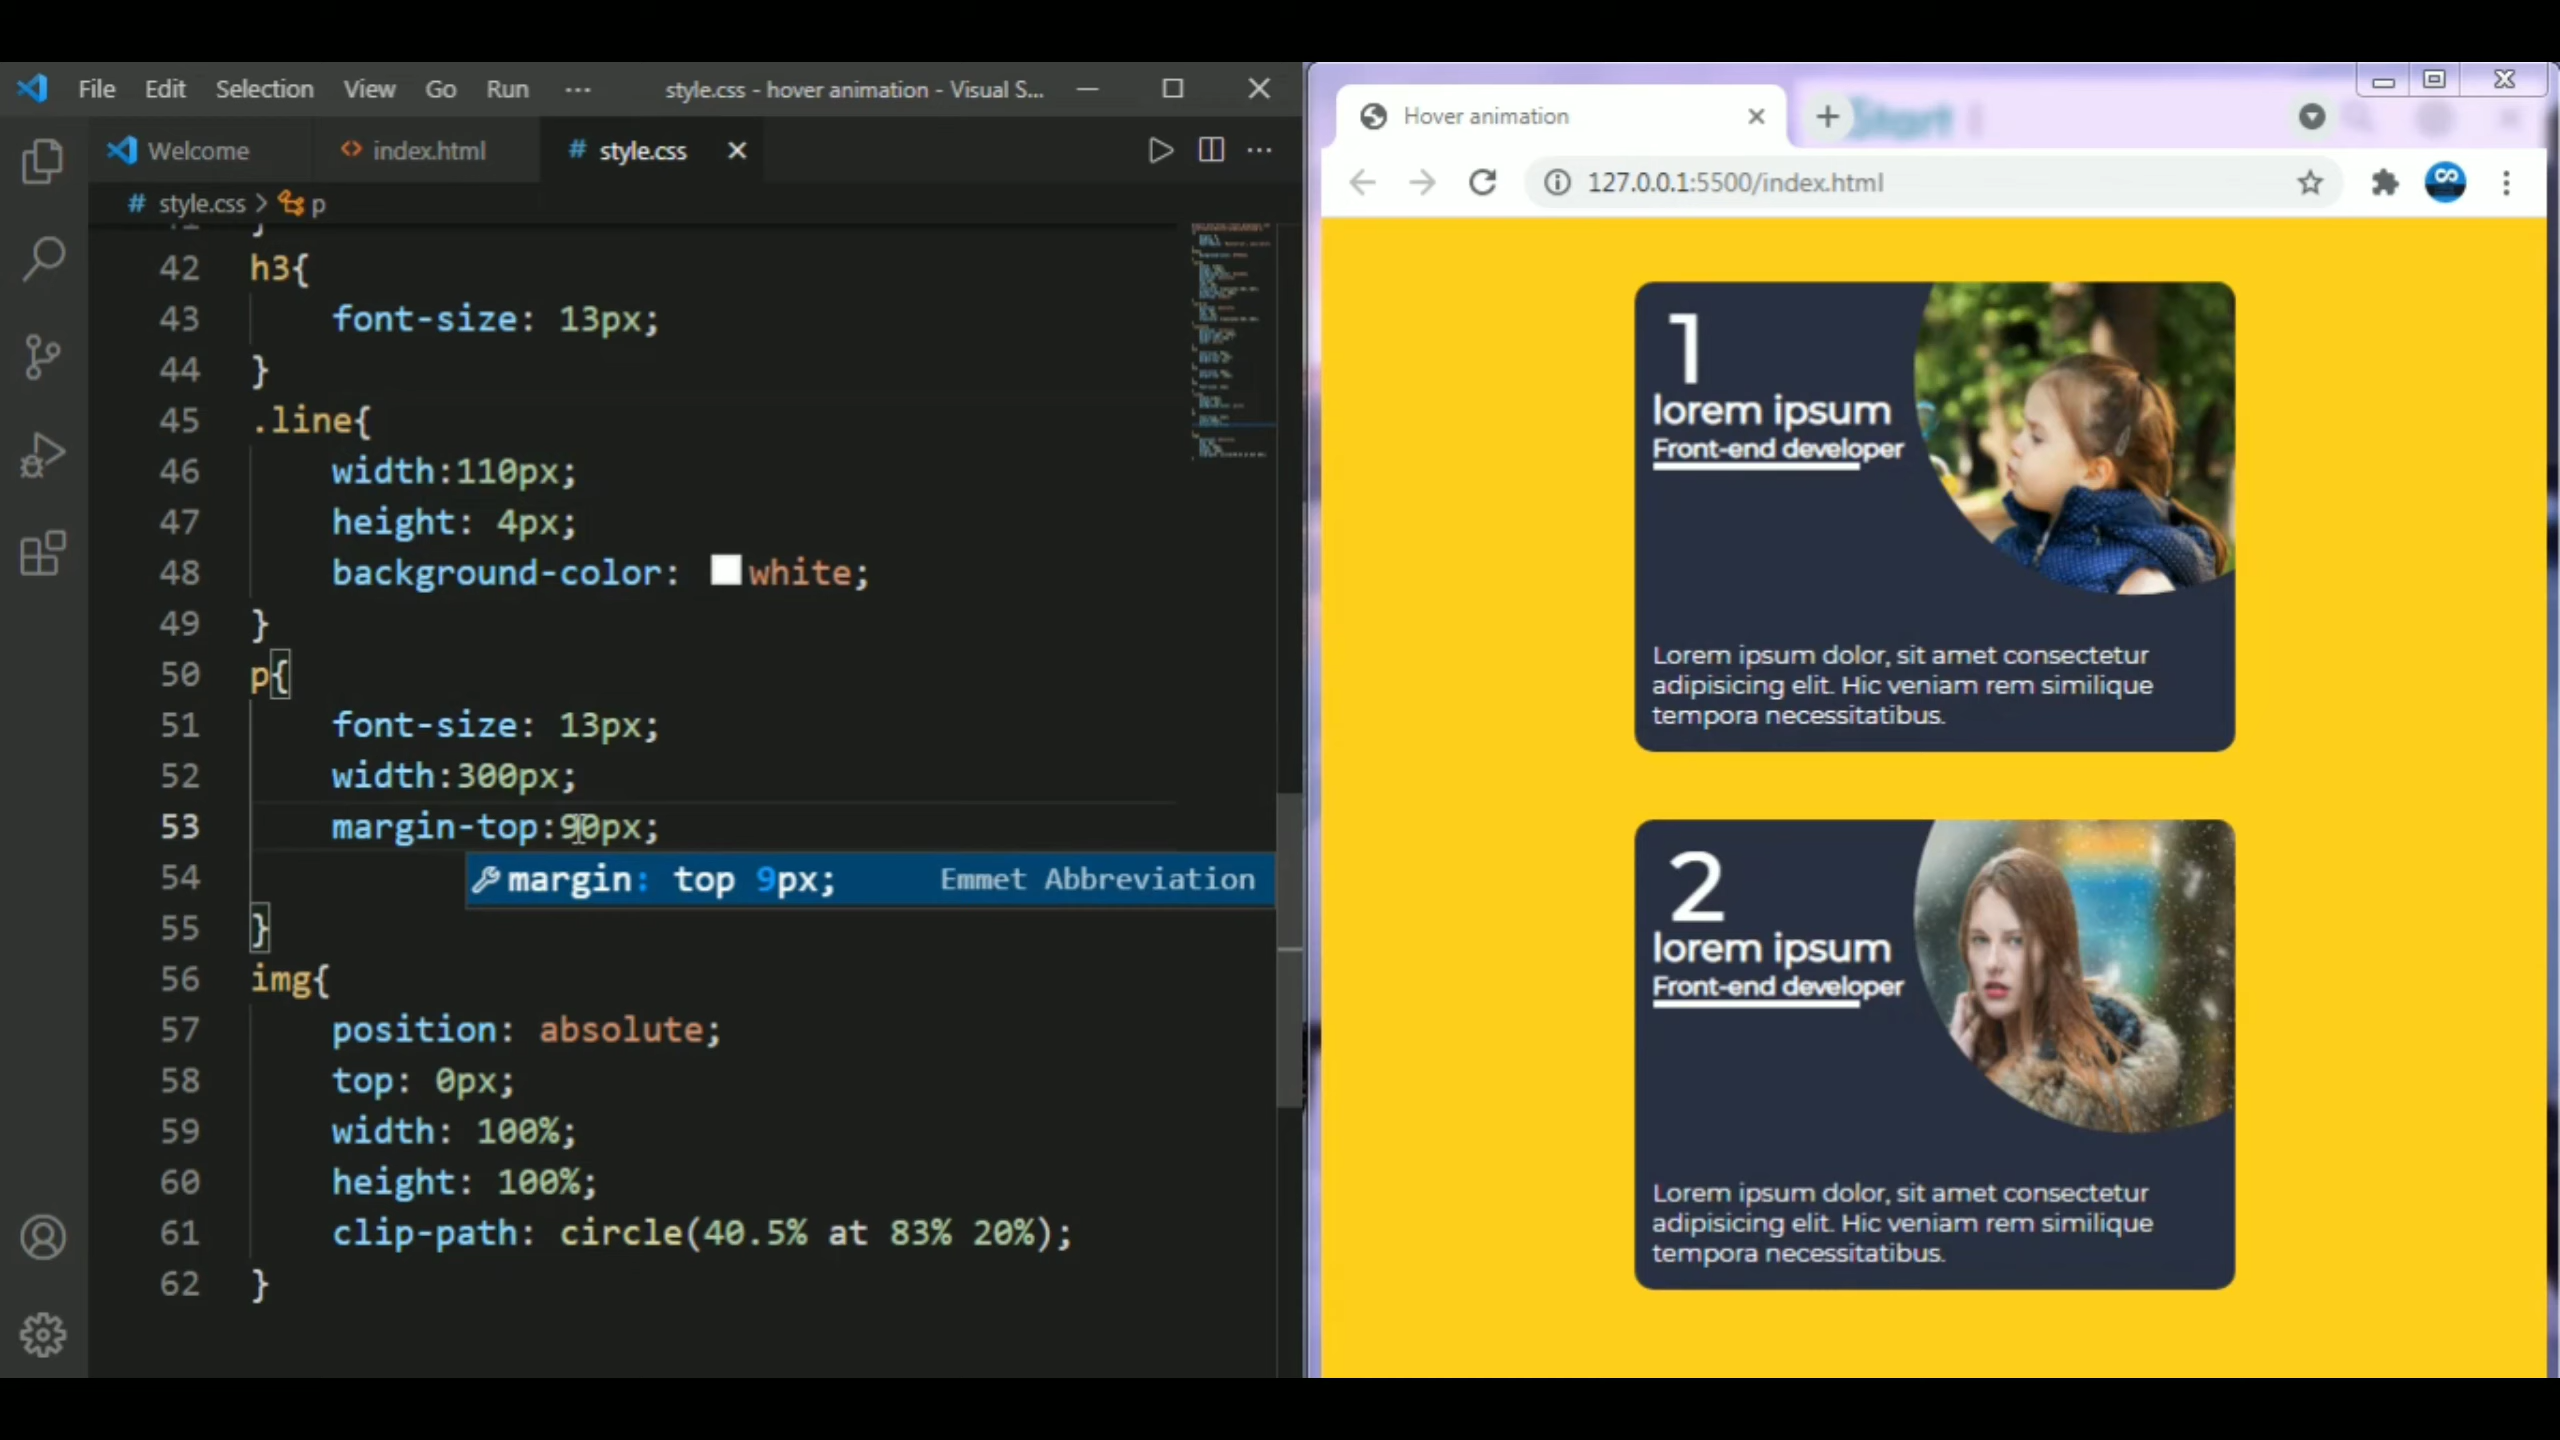 File Edit Selection View Go Run ··· style.css - hover animation - Visual S...
Welcome index.html # style.css
# style.css > p
42 h3{
43 font-size: 13px;
44 }
45 .line{
46 width:110px;
47 height: 4px;
48 background-color: white;
49 }
50 p{
51 font-size: 13px;
52 width:300px;
53 margin-top:90px;
54 margin: top 9px; Emmet Abbreviation
55 }
56 img{
57 position: absolute;
58 top: 0px;
59 width: 100%;
60 height: 100%;
61 clip-path: circle(40.5% at 83% 20%);
62 }
Hover animation
Start
127.0.0.1:5500/index.html
1
lorem ipsum
Front-end developer
Lorem ipsum dolor, sit amet consectetur
adipisicing elit. Hic veniam rem similique
tempora necessitatibus.
2
lorem ipsum
Front-end developer
Lorem ipsum dolor, sit amet consectetur
adipisicing elit. Hic veniam rem similique
tempora necessitatibus.